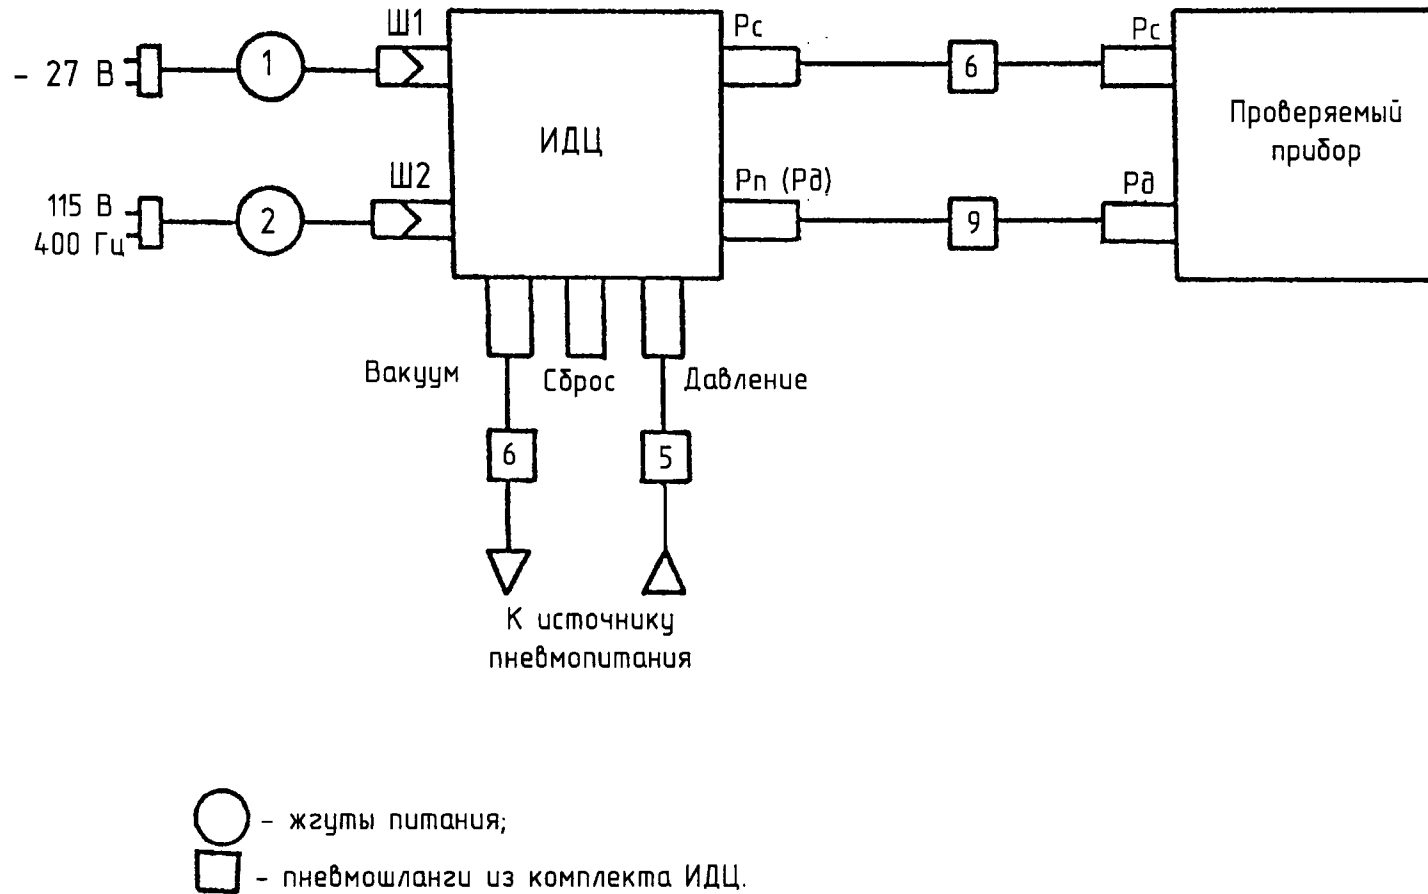 Ш1
Рс
Рс
- 27 В
1
6
ИДЦ
Проверяемый
прибор
Ш2
Рп (Рд)
Рд
115 В
400 Гц
2
9
Вакуум
Сброс
Давление
6
5
К источнику
пневмопитания
- жгуты питания;
- пневмошланги из комплекта ИДЦ.